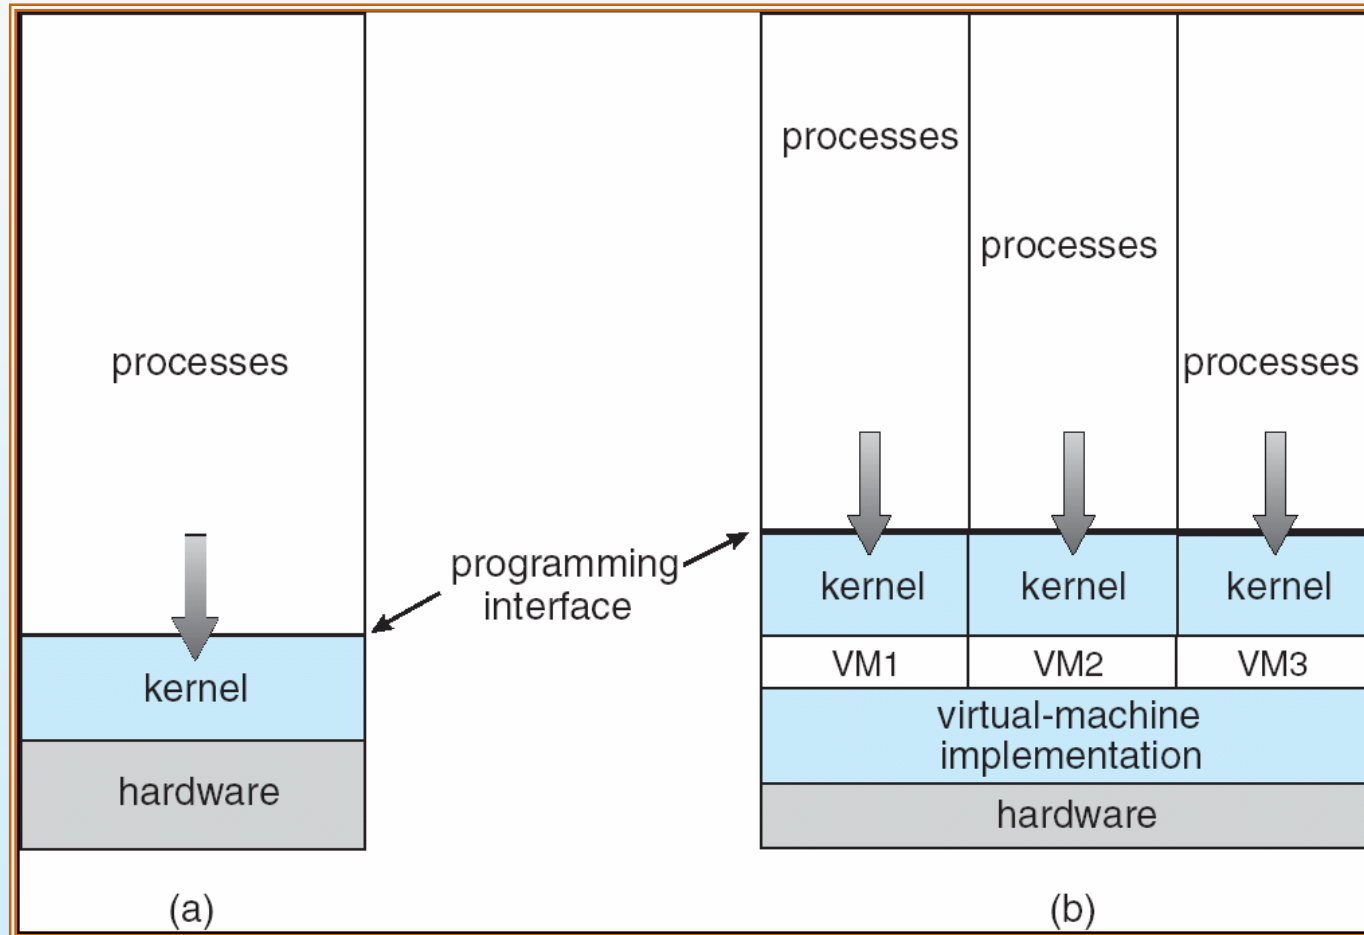 processes
kernel
hardware
(a)
programming
interface
processes
processes
processes
kernel
kernel
kernel
VM1
VM2
VM3
virtual-machine
implementation
hardware
(b)